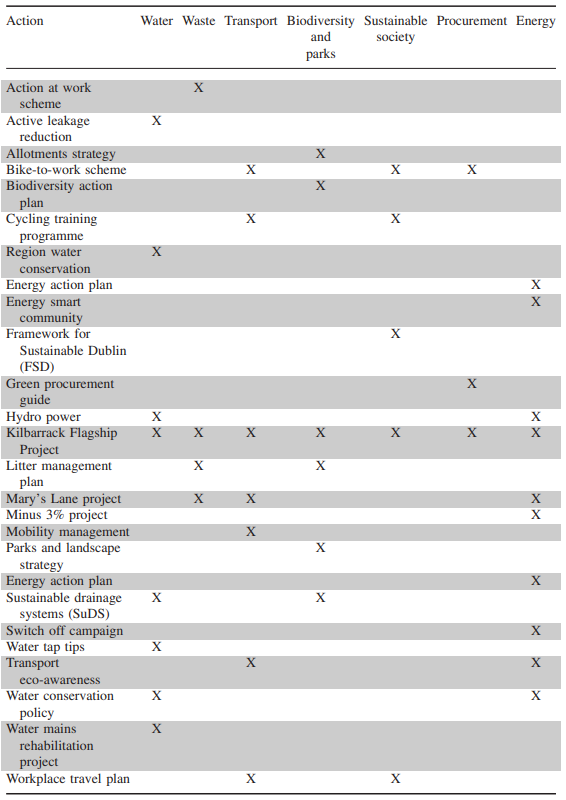 Action Water Waste Transport Biodiversity Sustainable Procurement Energy
and society
parks
Action at work X
scheme
Active leakage X
reduction
Allotments strategy X
Bike-to-work scheme X X X
Biodiversity action X
plan
Cycling training X X
programme
Region water X
conservation
Energy action plan X
Energy smart X
community
Framework for X
Sustainable Dublin
(FSD)
Green procurement X
guide
Hydro power X X
Kilbarrack Flagship X X X X X X X
Project
Litter management X X
plan
Mary's Lane project X X X
Minus 3% project X
Mobility management X
Parks and landscape X
strategy
Energy action plan X
Sustainable drainage X X
systems (SuDS)
Switch off campaign X
Water tap tips X
Transport X X
eco-awareness
Water conservation X X
policy
Water mains X
rehabilitation
project
Workplace travel plan X X